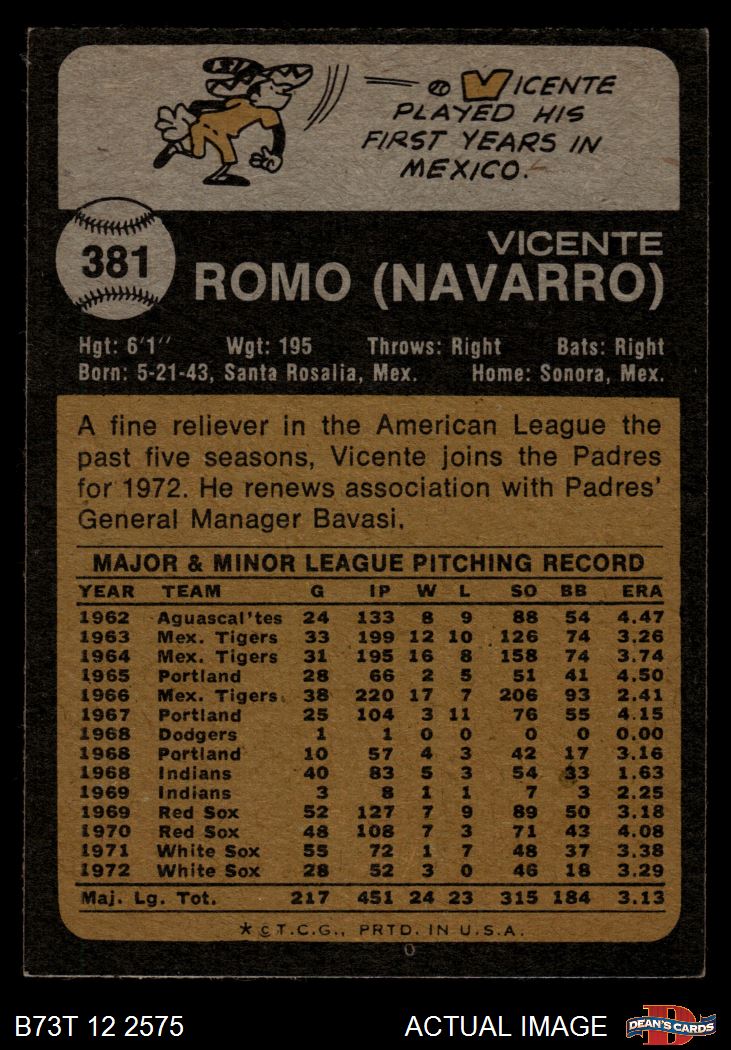 VICENTE
PLAYED HIS
FIRST YEARS IN
MEXICO.
381
VICENTE
ROMO (NAVARRO)
Hgt: 6'1" Wgt: 195 Throws: Right Bats: Right
Born: 5-21-43, Santa Rosalia, Mex. Home: Sonora, Mex.
A fine reliever in the American League the
past five seasons, Vicente joins the Padres
for 1972. He renews association with Padres'
General Manager Bavasi.
MAJOR & MINOR LEAGUE PITCHING RECORD
YEAR TEAM G IP W L SO BB ERA
1962 Aguascal'tes 24 133 8 9 88 54 4.47
1963 Mex. Tigers 33 199 12 10 126 74 3.26
1964 Mex. Tigers 31 195 16 8 158 74 3.74
1965 Portland 28 66 2 5 51 41 4.50
1966 Mex. Tigers 38 220 17 7 206 93 2.41
1967 Portland 25 104 3 11 76 55 4.15
1968 Dodgers 1 1 0 0 0 0 0.00
1968 Portland 10 57 4 3 42 17 3.16
1968 Indians 40 83 5 3 54 33 1.63
1969 Indians 3 8 1 1 7 3 2.25
1969 Red Sox 52 127 7 9 89 50 3.18
1970 Red Sox 48 108 7 3 71 43 4.08
1971 White Sox 55 72 1 7 48 37 3.38
1972 White Sox 28 52 3 0 46 18 3.29
Maj. Lg. Tot. 217 451 24 23 315 184 3.13
* © T.C.G., PRTD. IN U.S.A.
B73T 12 2575 ACTUAL IMAGE DEAN'S CARDS